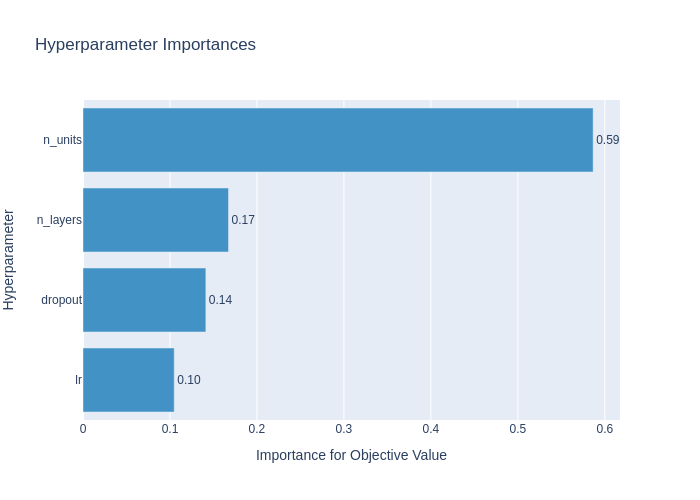 Hyperparameter Importances
Hyperparameter
n_units
0.59
n_layers
0.17
dropout
0.14
lr
0.10
0 0.1 0.2 0.3 0.4 0.5 0.6
Importance for Objective Value